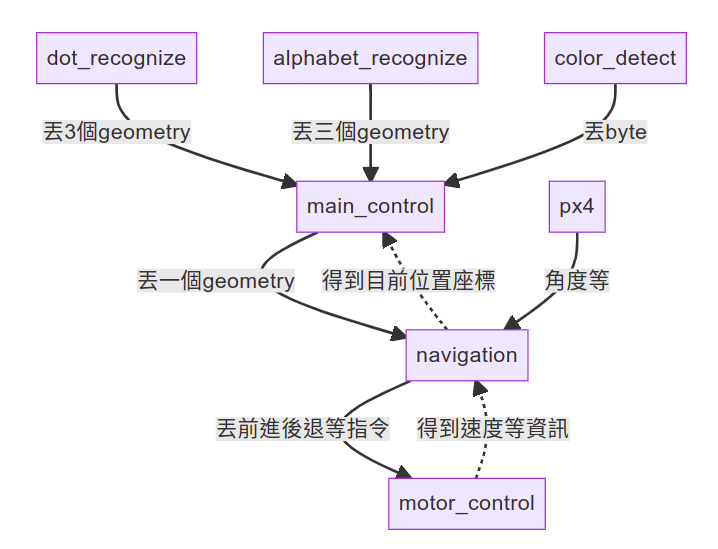 dot_recognize
alphabet_recognize
color_detect
丟3個geometry
丟三個geometry
丟byte
main_control
px4
丟一個geometry
得到目前位置座標
角度等
navigation
丟前進後退等指令
得到速度等資訊
motor_control